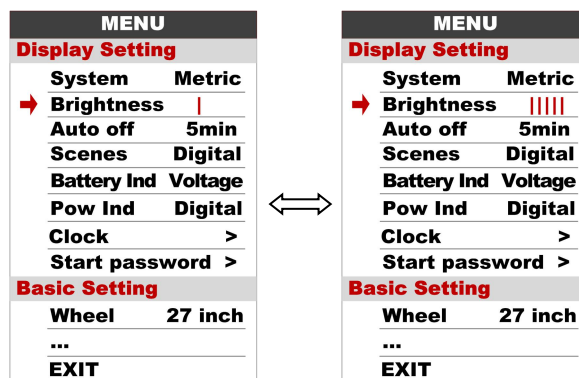 MENU
Display Setting
System Metric
Brightness |
Auto off 5min
Scenes Digital
Battery Ind Voltage
Pow Ind Digital
Clock >
Start password >
Basic Setting
Wheel 27 inch
...
EXIT
MENU
Display Setting
System Metric
Brightness |||||
Auto off 5min
Scenes Digital
Battery Ind Voltage
Pow Ind Digital
Clock >
Start password >
Basic Setting
Wheel 27 inch
...
EXIT